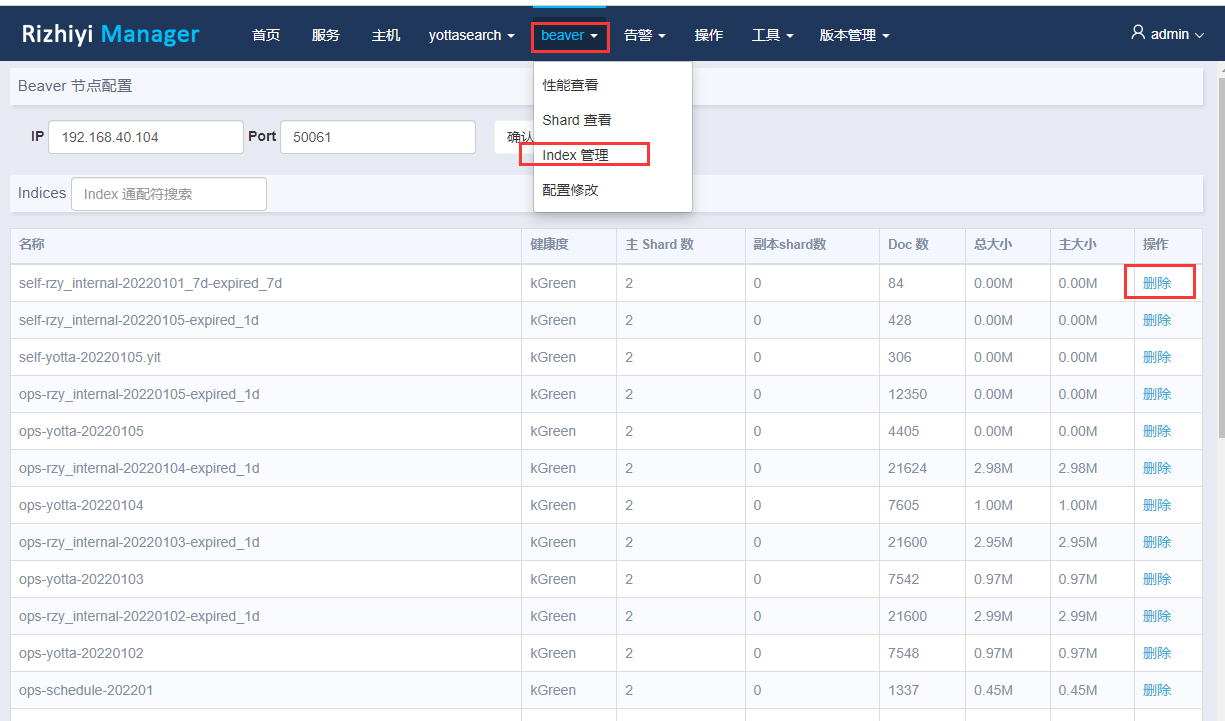 Rizhiyi Manager 首页 服务 主机 yottasearch beaver 告警 操作 工具 版本管理 admin
Beaver 节点配置
性能查看
Shard 查看
Index 管理
配置修改
IP 192.168.40.104 Port 50061 确认
Indices Index 通配符搜索
名称 健康度 主 Shard 数 副本shard数 Doc 数 总大小 主大小 操作
self-rzy_internal-20220101_7d-expired_7d kGreen 2 0 84 0.00M 0.00M 删除
self-rzy_internal-20220105-expired_1d kGreen 2 0 428 0.00M 0.00M 删除
self-yotta-20220105.yit kGreen 2 0 306 0.00M 0.00M 删除
ops-rzy_internal-20220105-expired_1d kGreen 2 0 12350 0.00M 0.00M 删除
ops-yotta-20220105 kGreen 2 0 4405 0.00M 0.00M 删除
ops-rzy_internal-20220104-expired_1d kGreen 2 0 21624 2.98M 2.98M 删除
ops-yotta-20220104 kGreen 2 0 7605 1.00M 1.00M 删除
ops-rzy_internal-20220103-expired_1d kGreen 2 0 21600 2.95M 2.95M 删除
ops-yotta-20220103 kGreen 2 0 7542 0.97M 0.97M 删除
ops-rzy_internal-20220102-expired_1d kGreen 2 0 21600 2.99M 2.99M 删除
ops-yotta-20220102 kGreen 2 0 7548 0.97M 0.97M 删除
ops-schedule-202201 kGreen 2 0 1337 0.45M 0.45M 删除